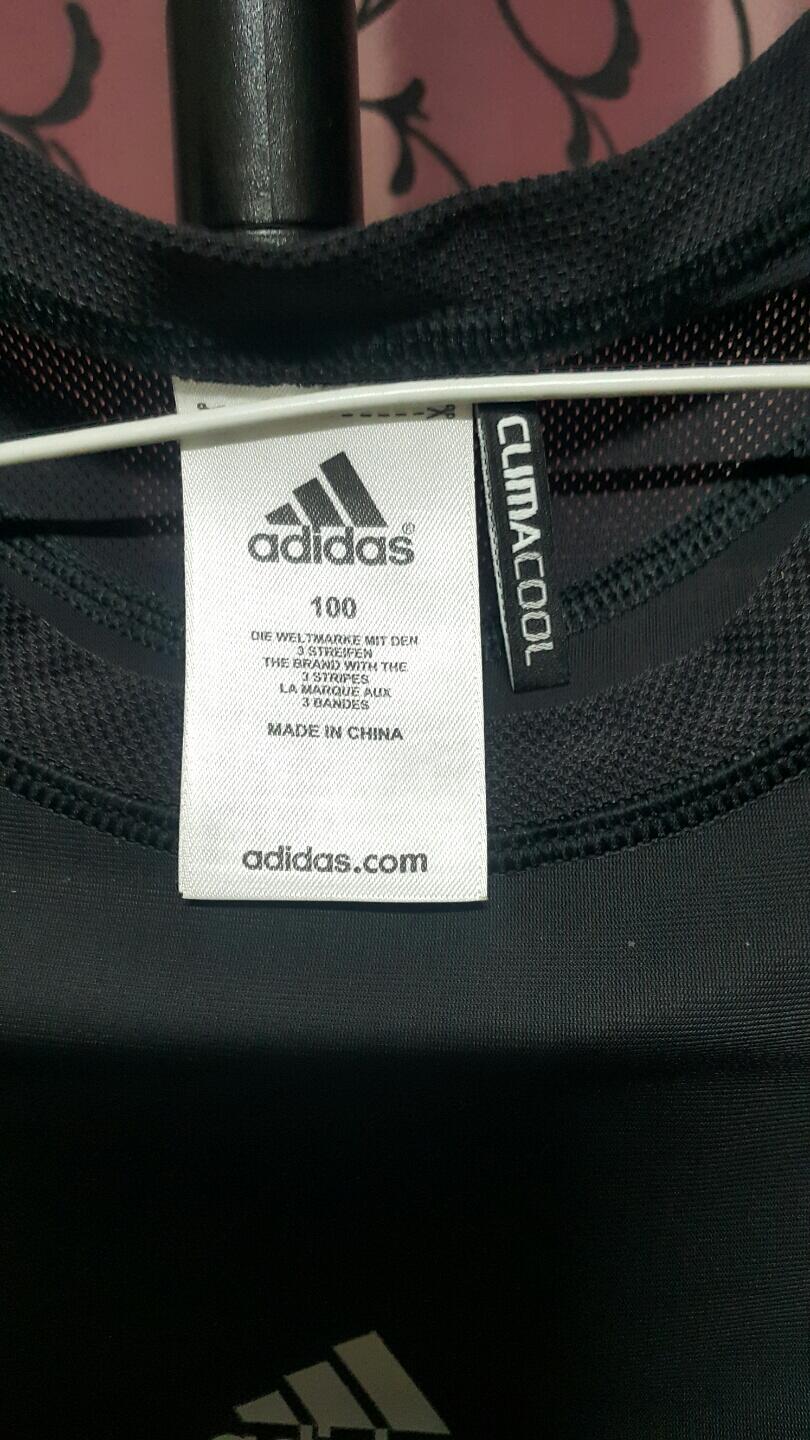 adidas®
100
DIE WELTMARKE MIT DEN
3 STREIFEN
THE BRAND WITH THE
3 STRIPES
LA MARQUE AUX
3 BANDES
MADE IN CHINA
adidas.com
CLIMACOOL
adidas